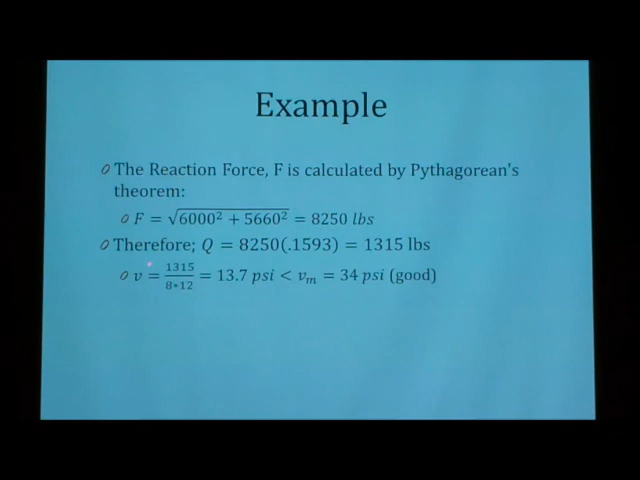 Example
The Reaction Force, F is calculated by Pythagorean's
theorem:
F = √6000² + 5660² = 8250 lbs
Therefore; Q = 8250(.1593) = 1315 lbs
v = 1315/8∗12 = 13.7 psi < vₘ = 34 psi (good)